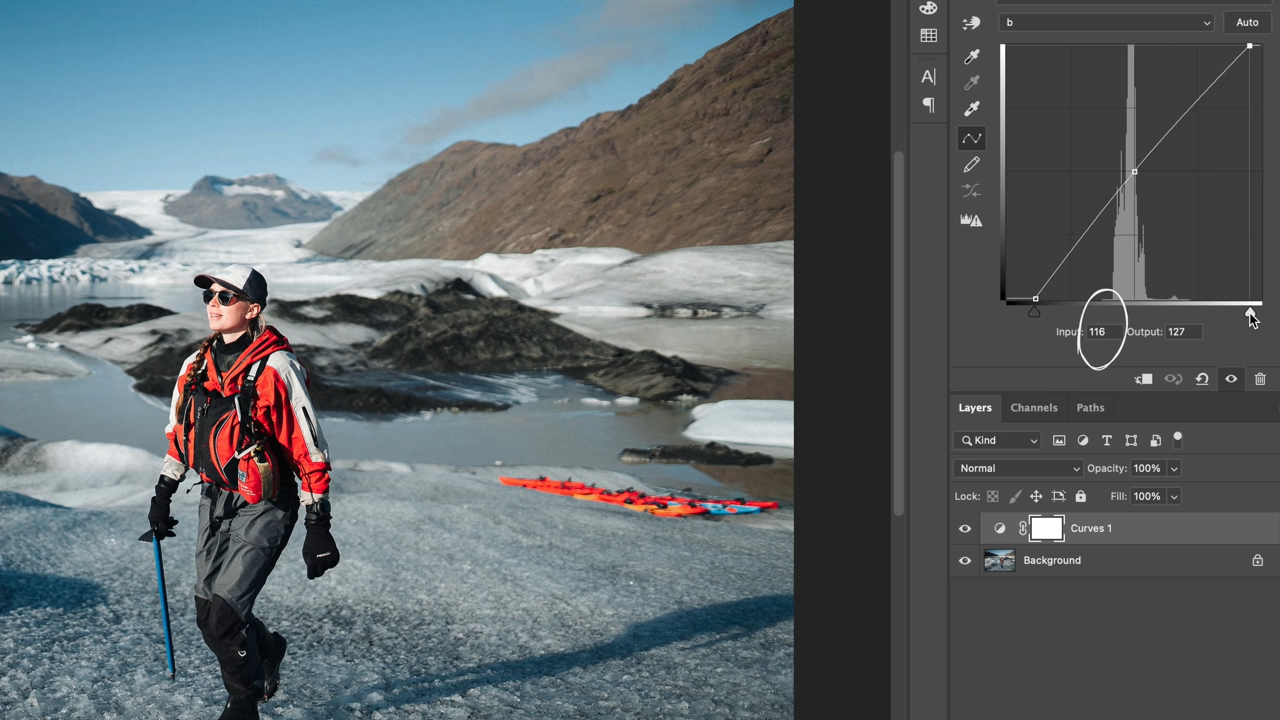 b
Auto
A|
¶
Input: 116 Output: 127
Layers Channels Paths
Kind
T
Normal Opacity: 100%
Lock: Fill: 100%
Curves 1
Background